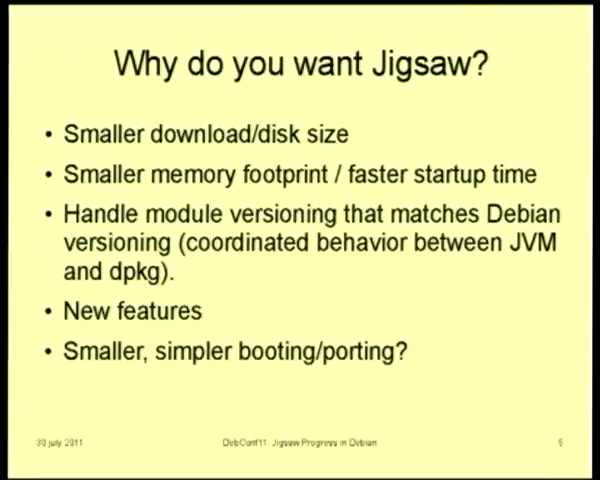 Why do you want Jigsaw?
• Smaller download/disk size
• Smaller memory footprint / faster startup time
• Handle module versioning that matches Debian
versioning (coordinated behavior between JVM
and dpkg).
• New features
• Smaller, simpler booting/porting?
30 july 2011
DebConf11: Jigsaw Progress in Debian